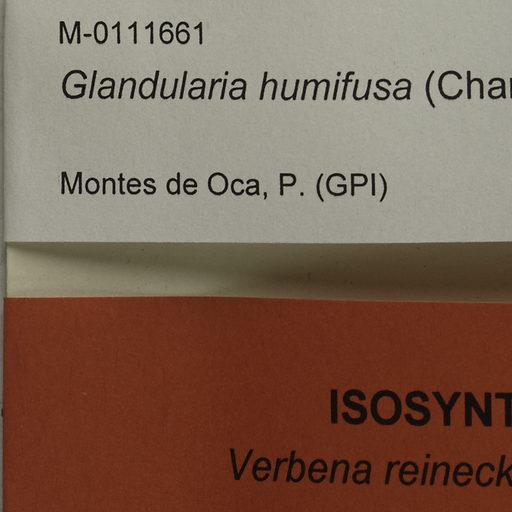 M-0111661
Glandularia humifusa (Cha
Montes de Oca, P. (GPI)
ISOSYNT
Verbena reineck